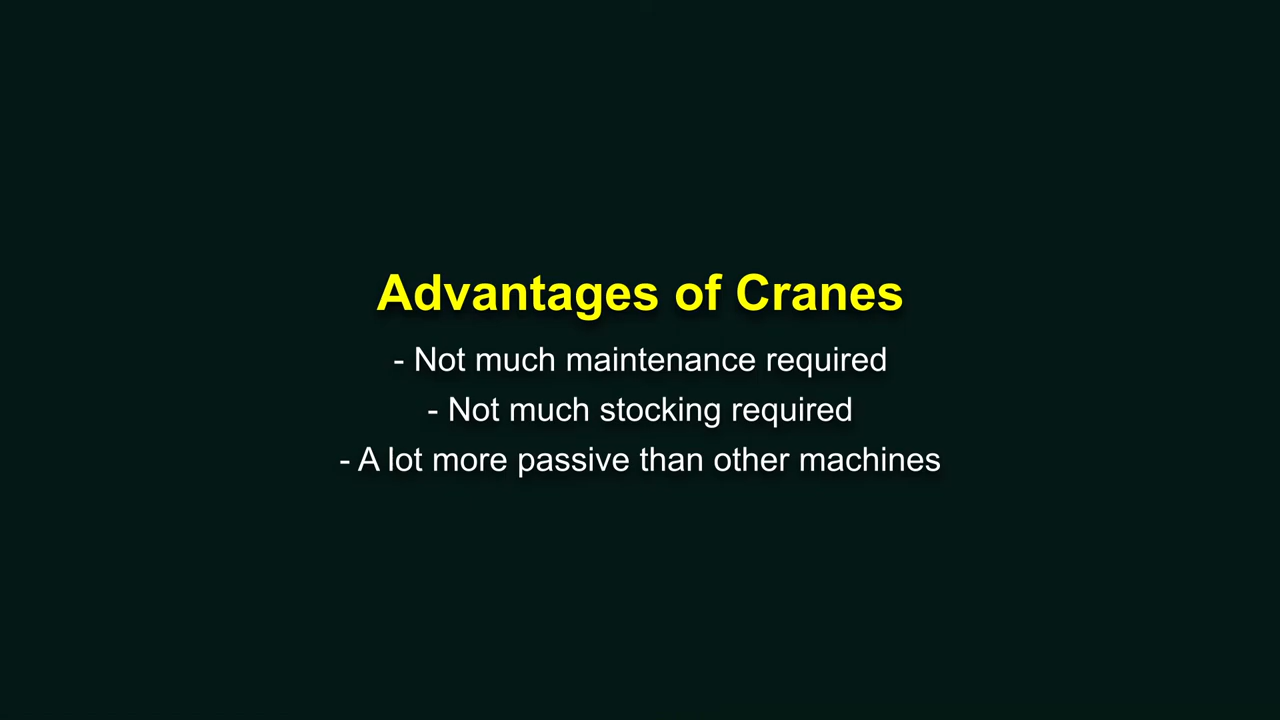 Advantages of Cranes
- Not much maintenance required
- Not much stocking required
- A lot more passive than other machines